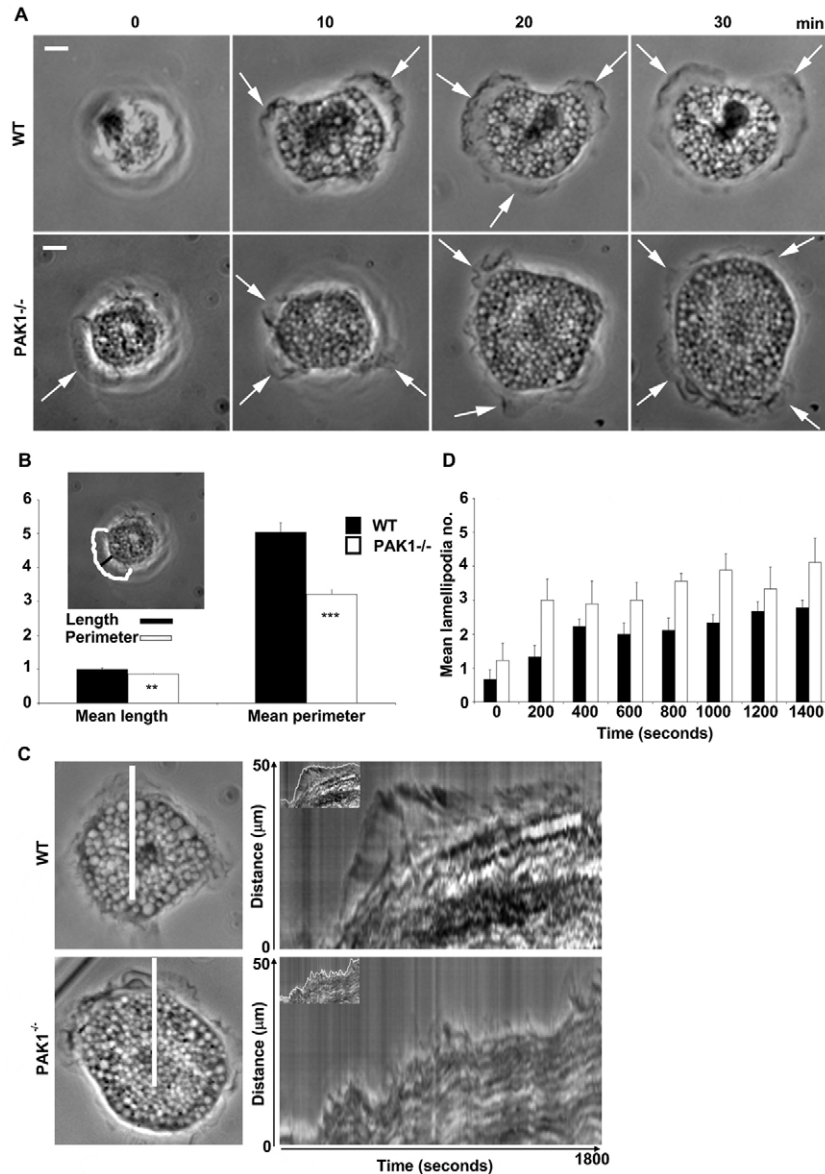 A
0 10 20 30 min
WT
PAK1-/-
B
6
5
4
3
2
1
0
Length
Perimeter
WT
PAK1-/-
**
***
Mean length Mean perimeter
D
Mean lamellipodia no.
6
5
4
3
2
1
0
0 200 400 600 800 1000 1200 1400
Time (seconds)
C
WT
50
Distance (μm)
0
PAK1-/-
50
Distance (μm)
0
Time (seconds) 1800